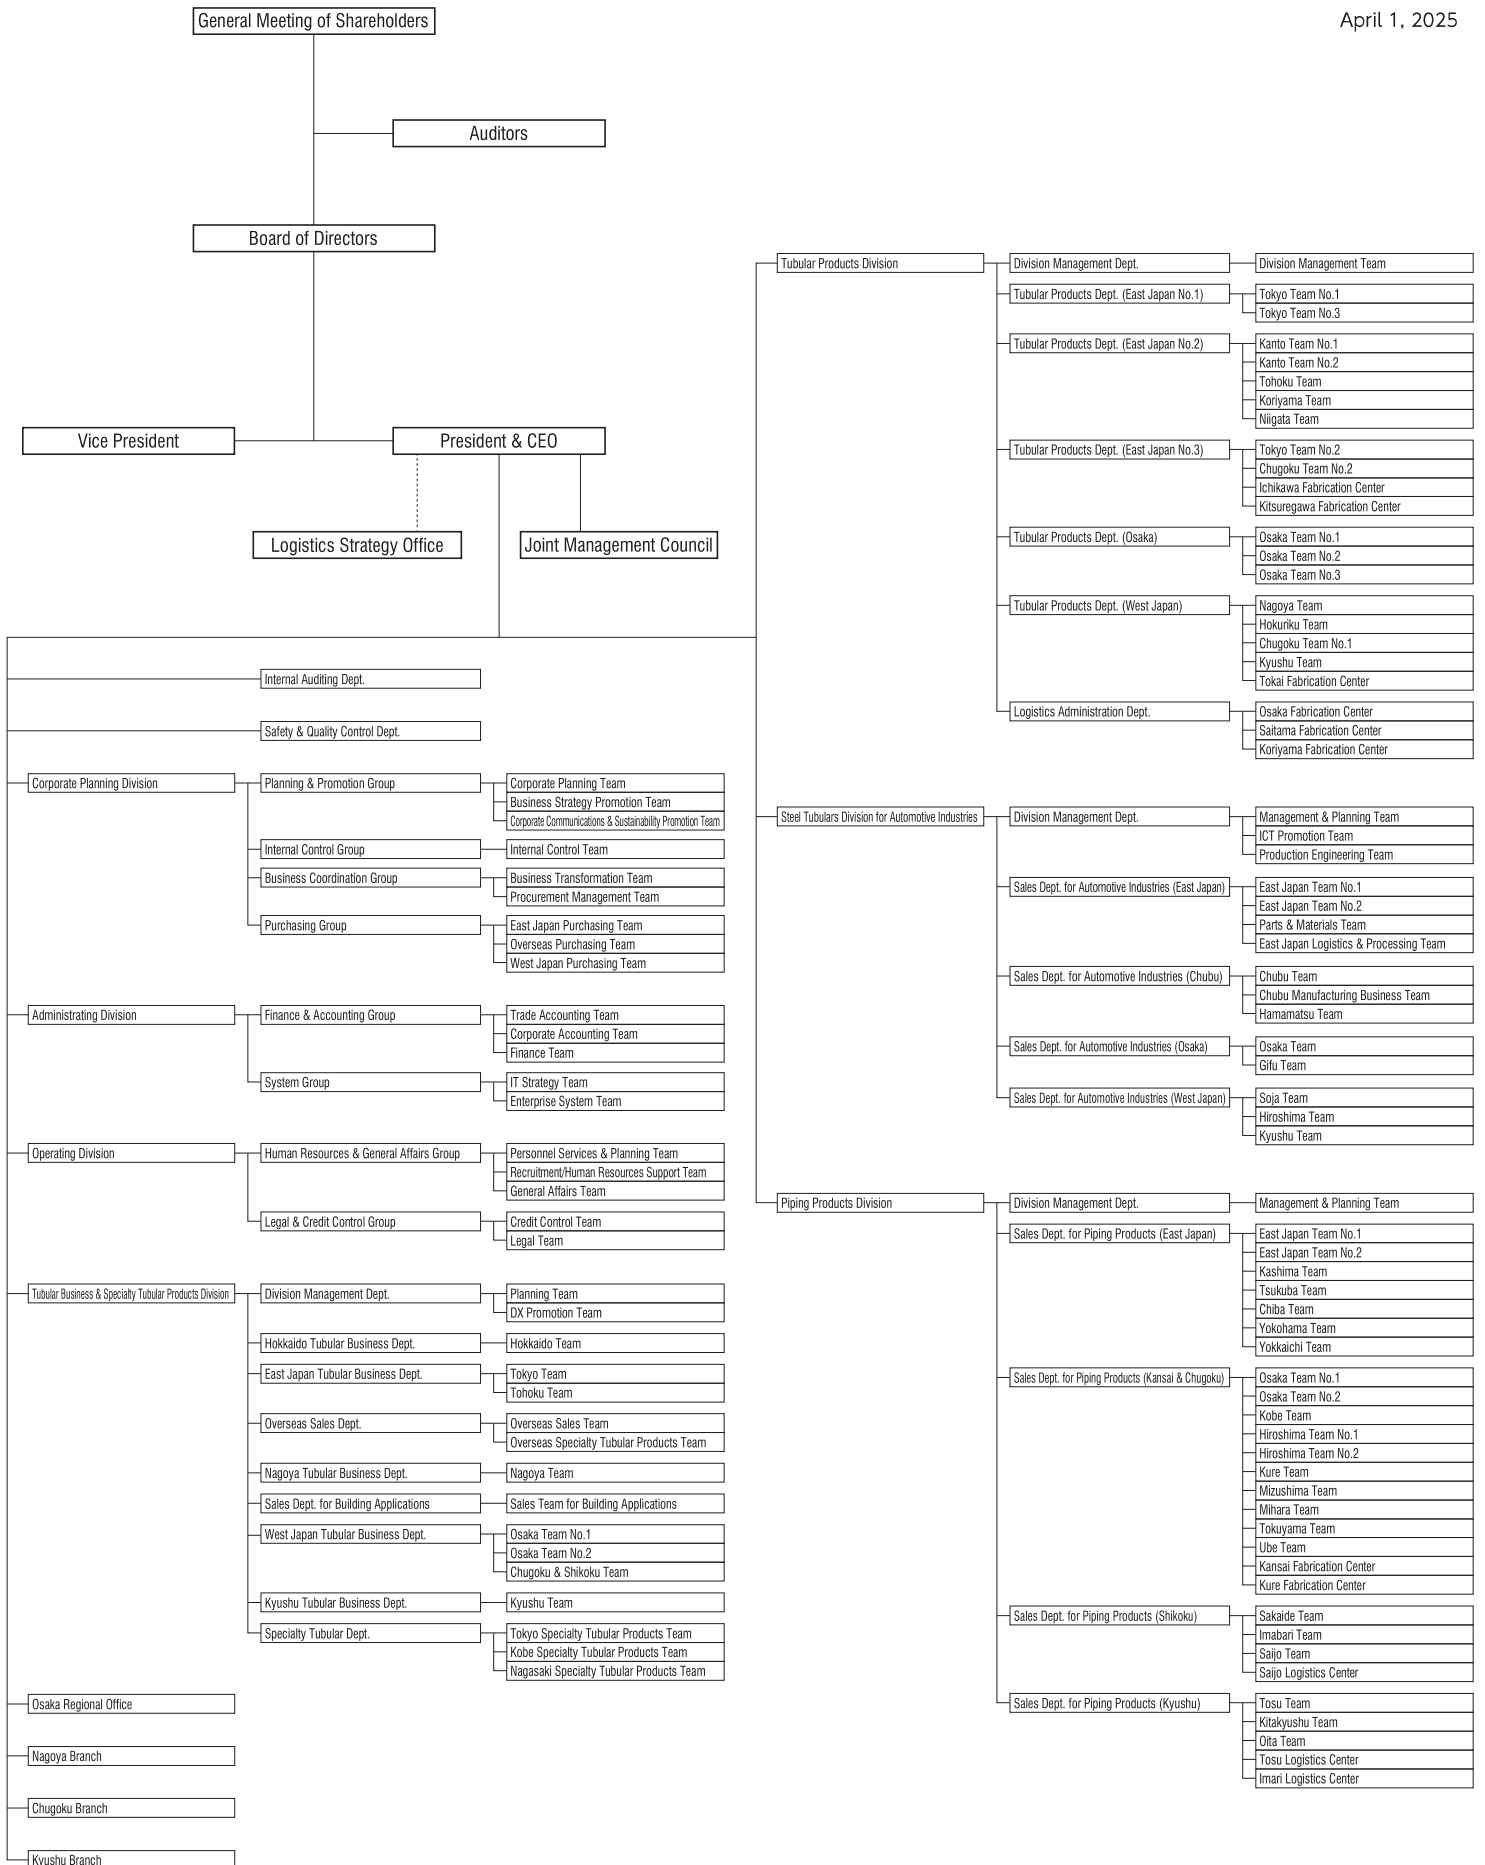 General Meeting of Shareholders
April 1, 2025
Auditors
Board of Directors
Vice President
President & CEO
Logistics Strategy Office
Joint Management Council
Internal Auditing Dept.
Safety & Quality Control Dept.
Corporate Planning Division
Planning & Promotion Group
Corporate Planning Team
Business Strategy Promotion Team
Corporate Communications & Sustainability Promotion Team
Internal Control Group
Internal Control Team
Business Coordination Group
Business Transformation Team
Procurement Management Team
Purchasing Group
East Japan Purchasing Team
Overseas Purchasing Team
West Japan Purchasing Team
Administrating Division
Finance & Accounting Group
Trade Accounting Team
Corporate Accounting Team
Finance Team
System Group
IT Strategy Team
Enterprise System Team
Operating Division
Human Resources & General Affairs Group
Personnel Services & Planning Team
Recruitment/Human Resources Support Team
General Affairs Team
Legal & Credit Control Group
Credit Control Team
Legal Team
Tubular Business & Specialty Tubular Products Division
Division Management Dept.
Planning Team
DX Promotion Team
Hokkaido Tubular Business Dept.
Hokkaido Team
East Japan Tubular Business Dept.
Tokyo Team
Tohoku Team
Overseas Sales Dept.
Overseas Sales Team
Overseas Specialty Tubular Products Team
Nagoya Tubular Business Dept.
Nagoya Team
Sales Dept. for Building Applications
Sales Team for Building Applications
West Japan Tubular Business Dept.
Osaka Team No.1
Osaka Team No.2
Chugoku & Shikoku Team
Kyushu Tubular Business Dept.
Kyushu Team
Specialty Tubular Dept.
Tokyo Specialty Tubular Products Team
Kobe Specialty Tubular Products Team
Nagasaki Specialty Tubular Products Team
Osaka Regional Office
Nagoya Branch
Chugoku Branch
Kyushu Branch
Tubular Products Division
Division Management Dept.
Division Management Team
Tubular Products Dept. (East Japan No.1)
Tokyo Team No.1
Tokyo Team No.3
Tubular Products Dept. (East Japan No.2)
Kanto Team No.1
Kanto Team No.2
Tohoku Team
Koriyama Team
Niigata Team
Tubular Products Dept. (East Japan No.3)
Tokyo Team No.2
Chugoku Team No.2
Ichikawa Fabrication Center
Kitsuregawa Fabrication Center
Tubular Products Dept. (Osaka)
Osaka Team No.1
Osaka Team No.2
Osaka Team No.3
Tubular Products Dept. (West Japan)
Nagoya Team
Hokuriku Team
Chugoku Team No.1
Kyushu Team
Tokai Fabrication Center
Logistics Administration Dept.
Osaka Fabrication Center
Saitama Fabrication Center
Koriyama Fabrication Center
Steel Tubulars Division for Automotive Industries
Division Management Dept.
Management & Planning Team
ICT Promotion Team
Production Engineering Team
Sales Dept. for Automotive Industries (East Japan)
East Japan Team No.1
East Japan Team No.2
Parts & Materials Team
East Japan Logistics & Processing Team
Sales Dept. for Automotive Industries (Chubu)
Chubu Team
Chubu Manufacturing Business Team
Hamamatsu Team
Sales Dept. for Automotive Industries (Osaka)
Osaka Team
Gifu Team
Sales Dept. for Automotive Industries (West Japan)
Soja Team
Hiroshima Team
Kyushu Team
Piping Products Division
Division Management Dept.
Management & Planning Team
Sales Dept. for Piping Products (East Japan)
East Japan Team No.1
East Japan Team No.2
Kashima Team
Tsukuba Team
Chiba Team
Yokohama Team
Yokkaichi Team
Sales Dept. for Piping Products (Kansai & Chugoku)
Osaka Team No.1
Osaka Team No.2
Kobe Team
Hiroshima Team No.1
Hiroshima Team No.2
Kure Team
Mizushima Team
Mihara Team
Tokuyama Team
Ube Team
Kansai Fabrication Center
Kure Fabrication Center
Sales Dept. for Piping Products (Shikoku)
Sakaide Team
Imabari Team
Saijo Team
Saijo Logistics Center
Sales Dept. for Piping Products (Kyushu)
Tosu Team
Kitakyushu Team
Oita Team
Tosu Logistics Center
Imari Logistics Center